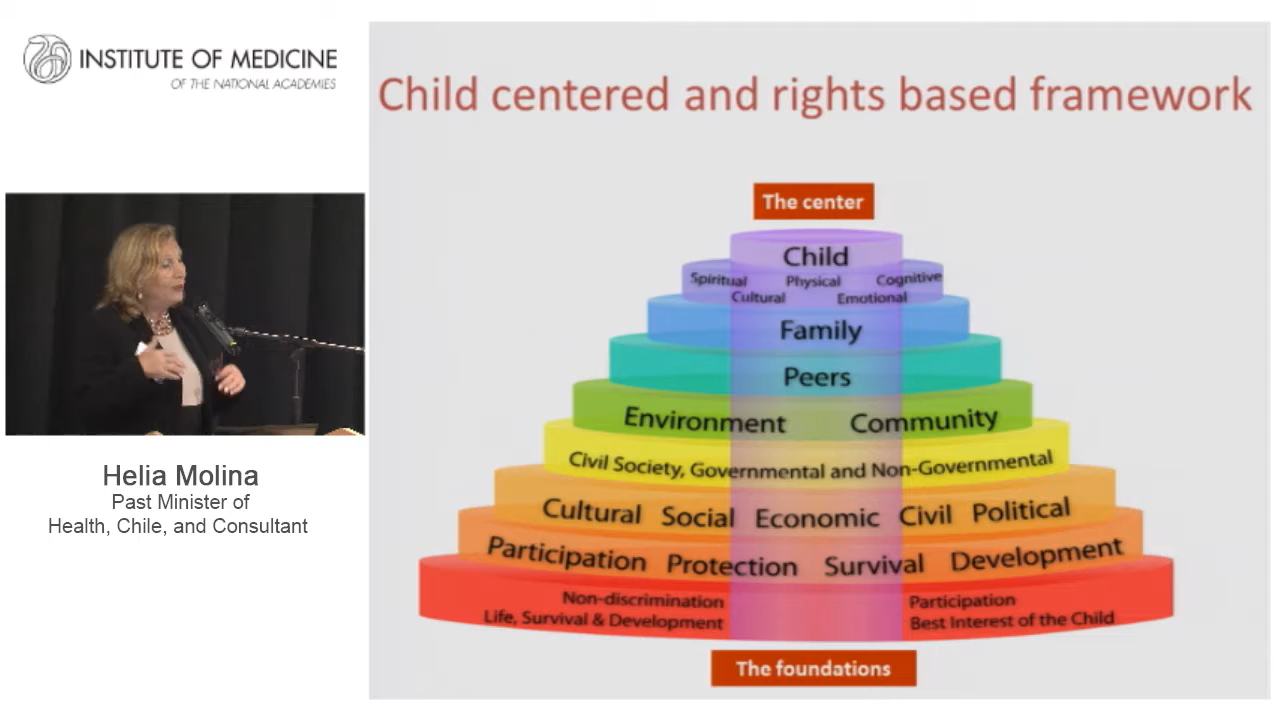 INSTITUTE OF MEDICINE
OF THE NATIONAL ACADEMIES
Helia Molina
Past Minister of
Health, Chile, and Consultant
Child centered and rights based framework
The center
Child
Spiritual Physical Cognitive
Cultural Emotional
Family
Peers
Environment Community
Civil Society, Governmental and Non-Governmental
Cultural Social Economic Civil Political
Participation Protection Survival Development
Non-discrimination Participation
Life, Survival & Development Best Interest of the Child
The foundations